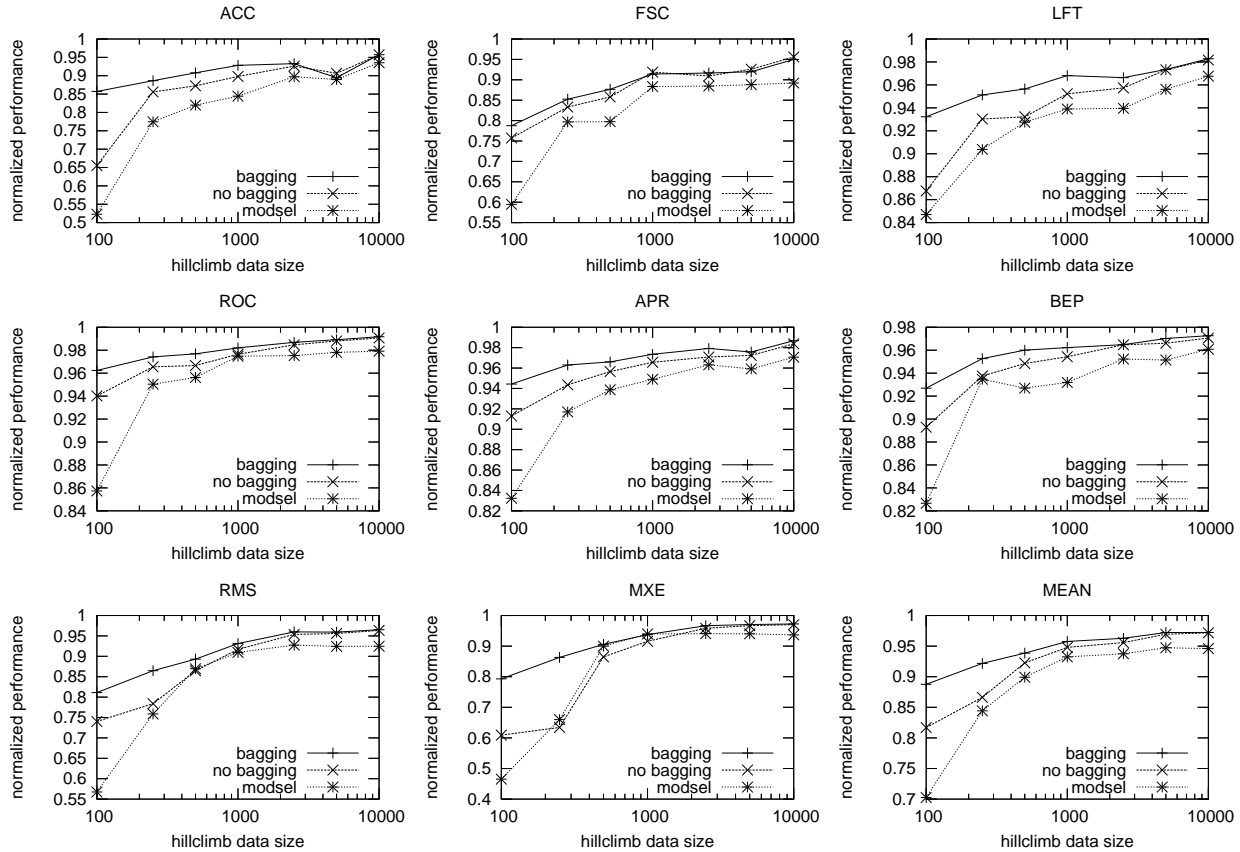 ACC
normalized performance
1
0.95
0.9
0.85
0.8
0.75
0.7
0.65
0.6
0.55
0.5
bagging
no bagging
modsel
100 1000 10000
hillclimb data size
FSC
normalized performance
1
0.95
0.9
0.85
0.8
0.75
0.7
0.65
0.6
0.55
bagging
no bagging
modsel
100 1000 10000
hillclimb data size
LFT
normalized performance
1
0.98
0.96
0.94
0.92
0.9
0.88
0.86
0.84
bagging
no bagging
modsel
100 1000 10000
hillclimb data size
ROC
normalized performance
1
0.98
0.96
0.94
0.92
0.9
0.88
0.86
0.84
bagging
no bagging
modsel
100 1000 10000
hillclimb data size
APR
normalized performance
1
0.98
0.96
0.94
0.92
0.9
0.88
0.86
0.84
0.82
bagging
no bagging
modsel
100 1000 10000
hillclimb data size
BEP
normalized performance
0.98
0.96
0.94
0.92
0.9
0.88
0.86
0.84
0.82
bagging
no bagging
modsel
100 1000 10000
hillclimb data size
RMS
normalized performance
1
0.95
0.9
0.85
0.8
0.75
0.7
0.65
0.6
0.55
bagging
no bagging
modsel
100 1000 10000
hillclimb data size
MXE
normalized performance
1
0.9
0.8
0.7
0.6
0.5
0.4
bagging
no bagging
modsel
100 1000 10000
hillclimb data size
MEAN
normalized performance
1
0.95
0.9
0.85
0.8
0.75
0.7
bagging
no bagging
modsel
100 1000 10000
hillclimb data size